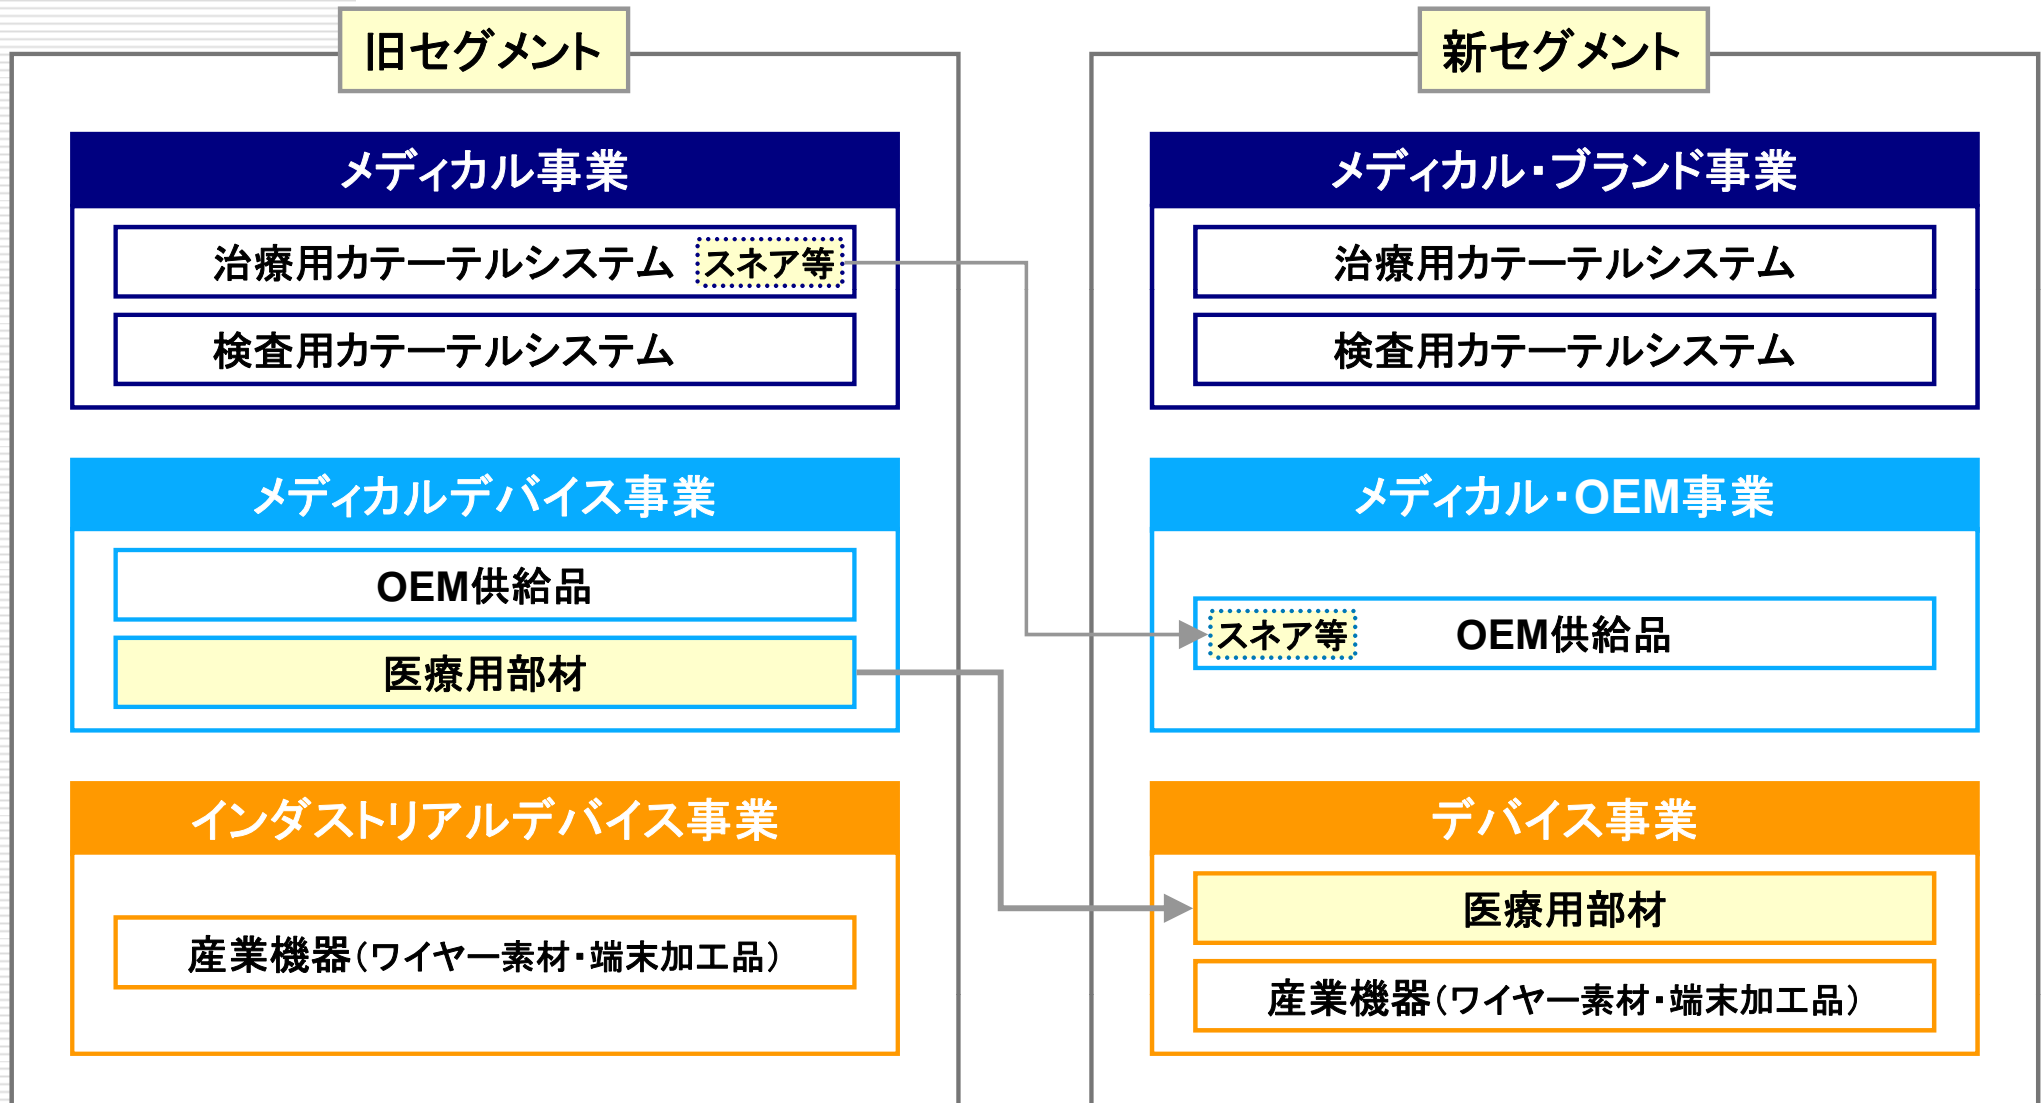 旧セグメント
メディカル事業
治療用カテーテルシステム スネア等
検査用カテーテルシステム
メディカルデバイス事業
OEM供給品
医療用部材
インダストリアルデバイス事業
産業機器(ワイヤー素材・端末加工品)
新セグメント
メディカル・ブランド事業
治療用カテーテルシステム
検査用カテーテルシステム
メディカル・OEM事業
スネア等 OEM供給品
デバイス事業
医療用部材
産業機器(ワイヤー素材・端末加工品)